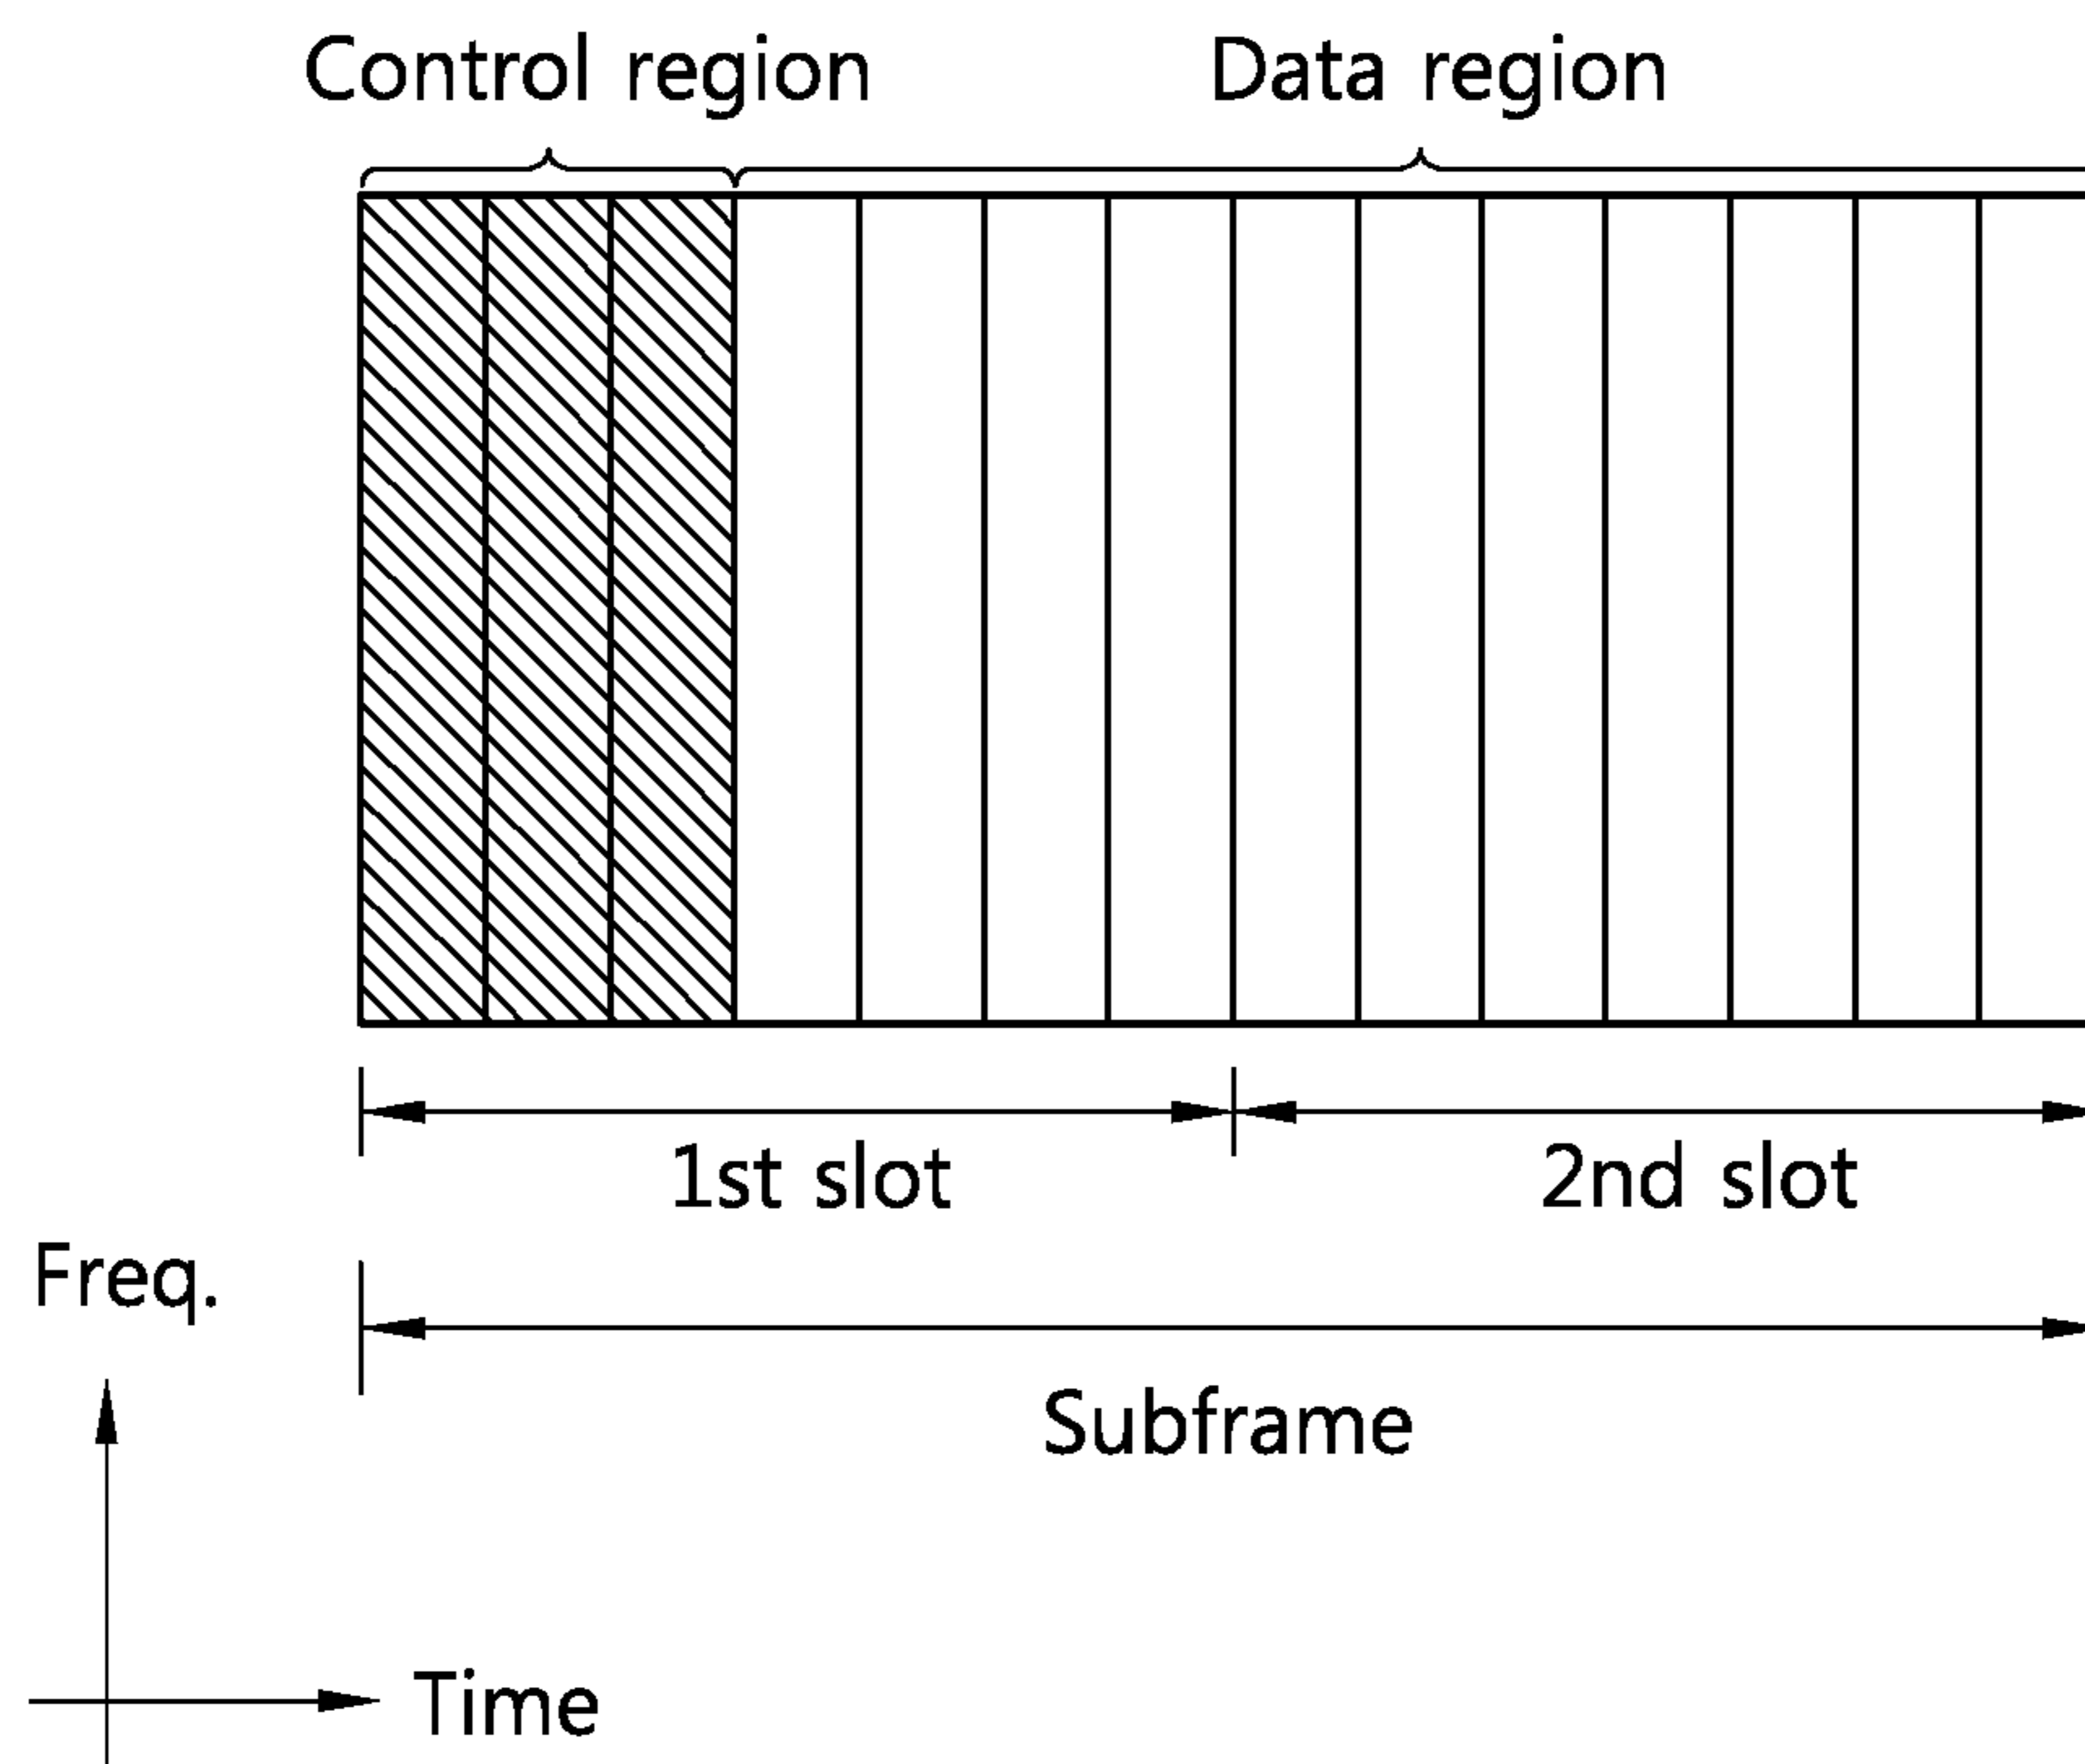 Control region
Data region
1st slot
2nd slot
Freq.
Subframe
Time